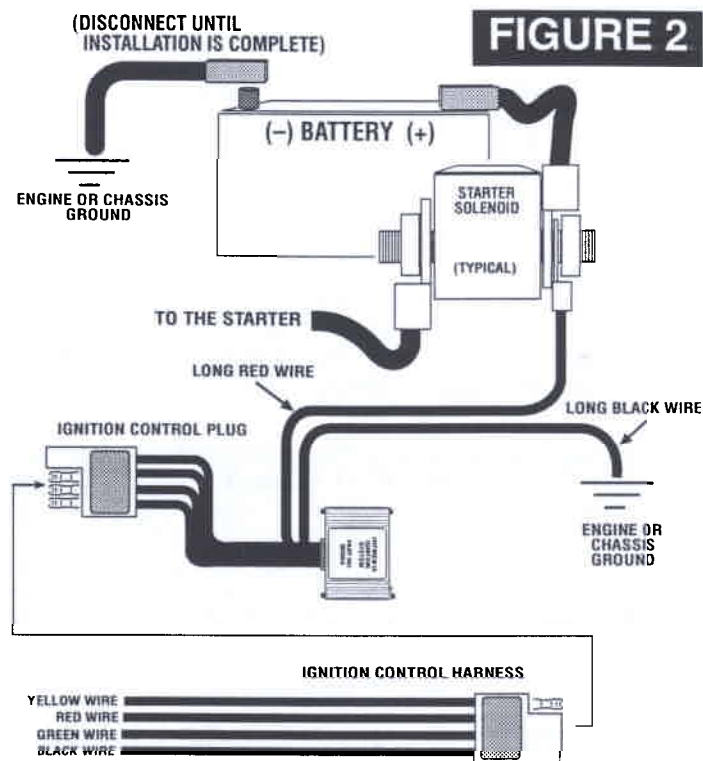 (DISCONNECT UNTIL
INSTALLATION IS COMPLETE)
FIGURE 2
(–) BATTERY (+)
ENGINE OR CHASSIS
GROUND
STARTER
SOLENOID
(TYPICAL)
TO THE STARTER
LONG RED WIRE
LONG BLACK WIRE
IGNITION CONTROL PLUG
ENGINE OR
CHASSIS
GROUND
IGNITION CONTROL HARNESS
YELLOW WIRE
RED WIRE
GREEN WIRE
BLACK WIRE